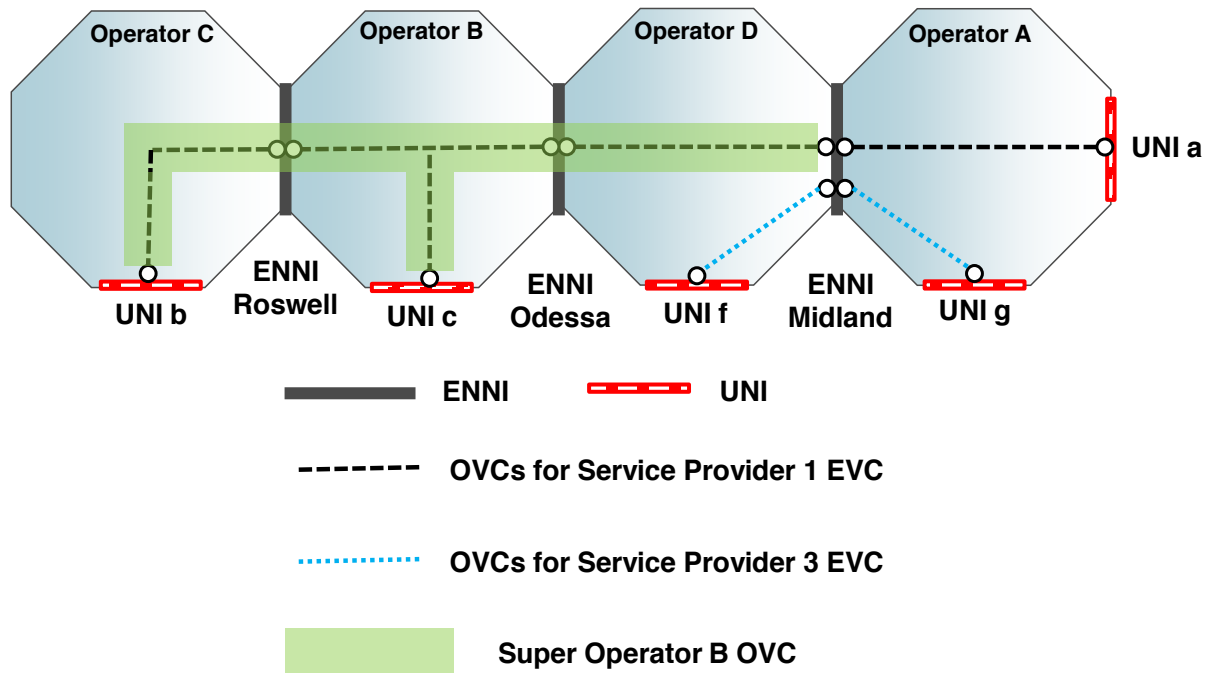 Operator C
Operator B
Operator D
Operator A
UNI a
ENNI
Roswell
ENNI
Odessa
ENNI
Midland
UNI b
UNI c
UNI f
UNI g
ENNI
UNI
OVCs for Service Provider 1 EVC
OVCs for Service Provider 3 EVC
Super Operator B OVC